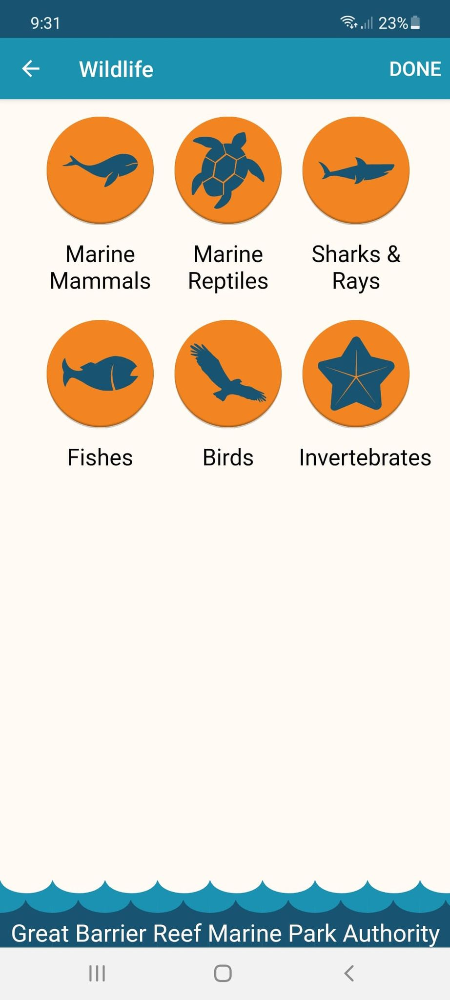 9:31
23%
Wildlife
DONE
Marine
Mammals
Marine
Reptiles
Sharks &
Rays
Fishes
Birds
Invertebrates
Great Barrier Reef Marine Park Authority